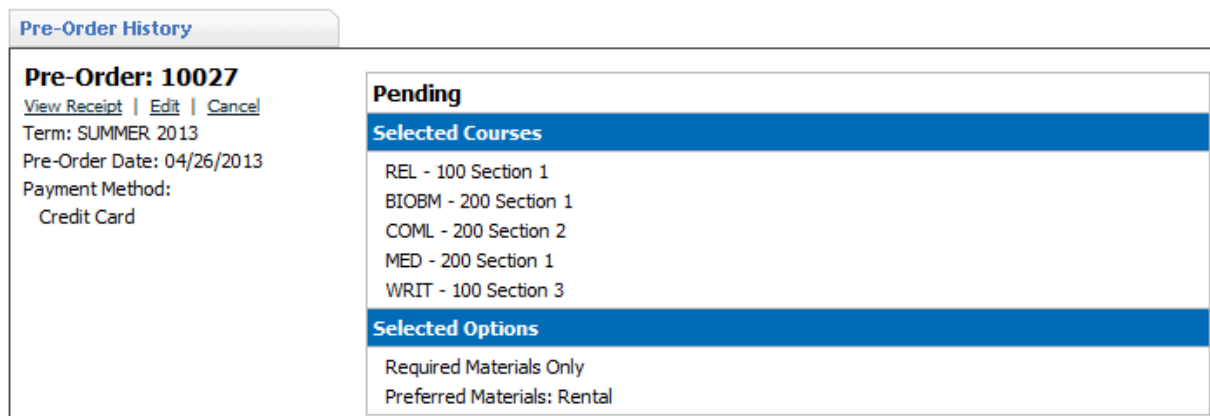 Pre-Order History
Pre-Order: 10027
View Receipt | Edit | Cancel
Term: SUMMER 2013
Pre-Order Date: 04/26/2013
Payment Method:
Credit Card
Pending
Selected Courses
REL - 100 Section 1
BIOBM - 200 Section 1
COML - 200 Section 2
MED - 200 Section 1
WRIT - 100 Section 3
Selected Options
Required Materials Only
Preferred Materials: Rental